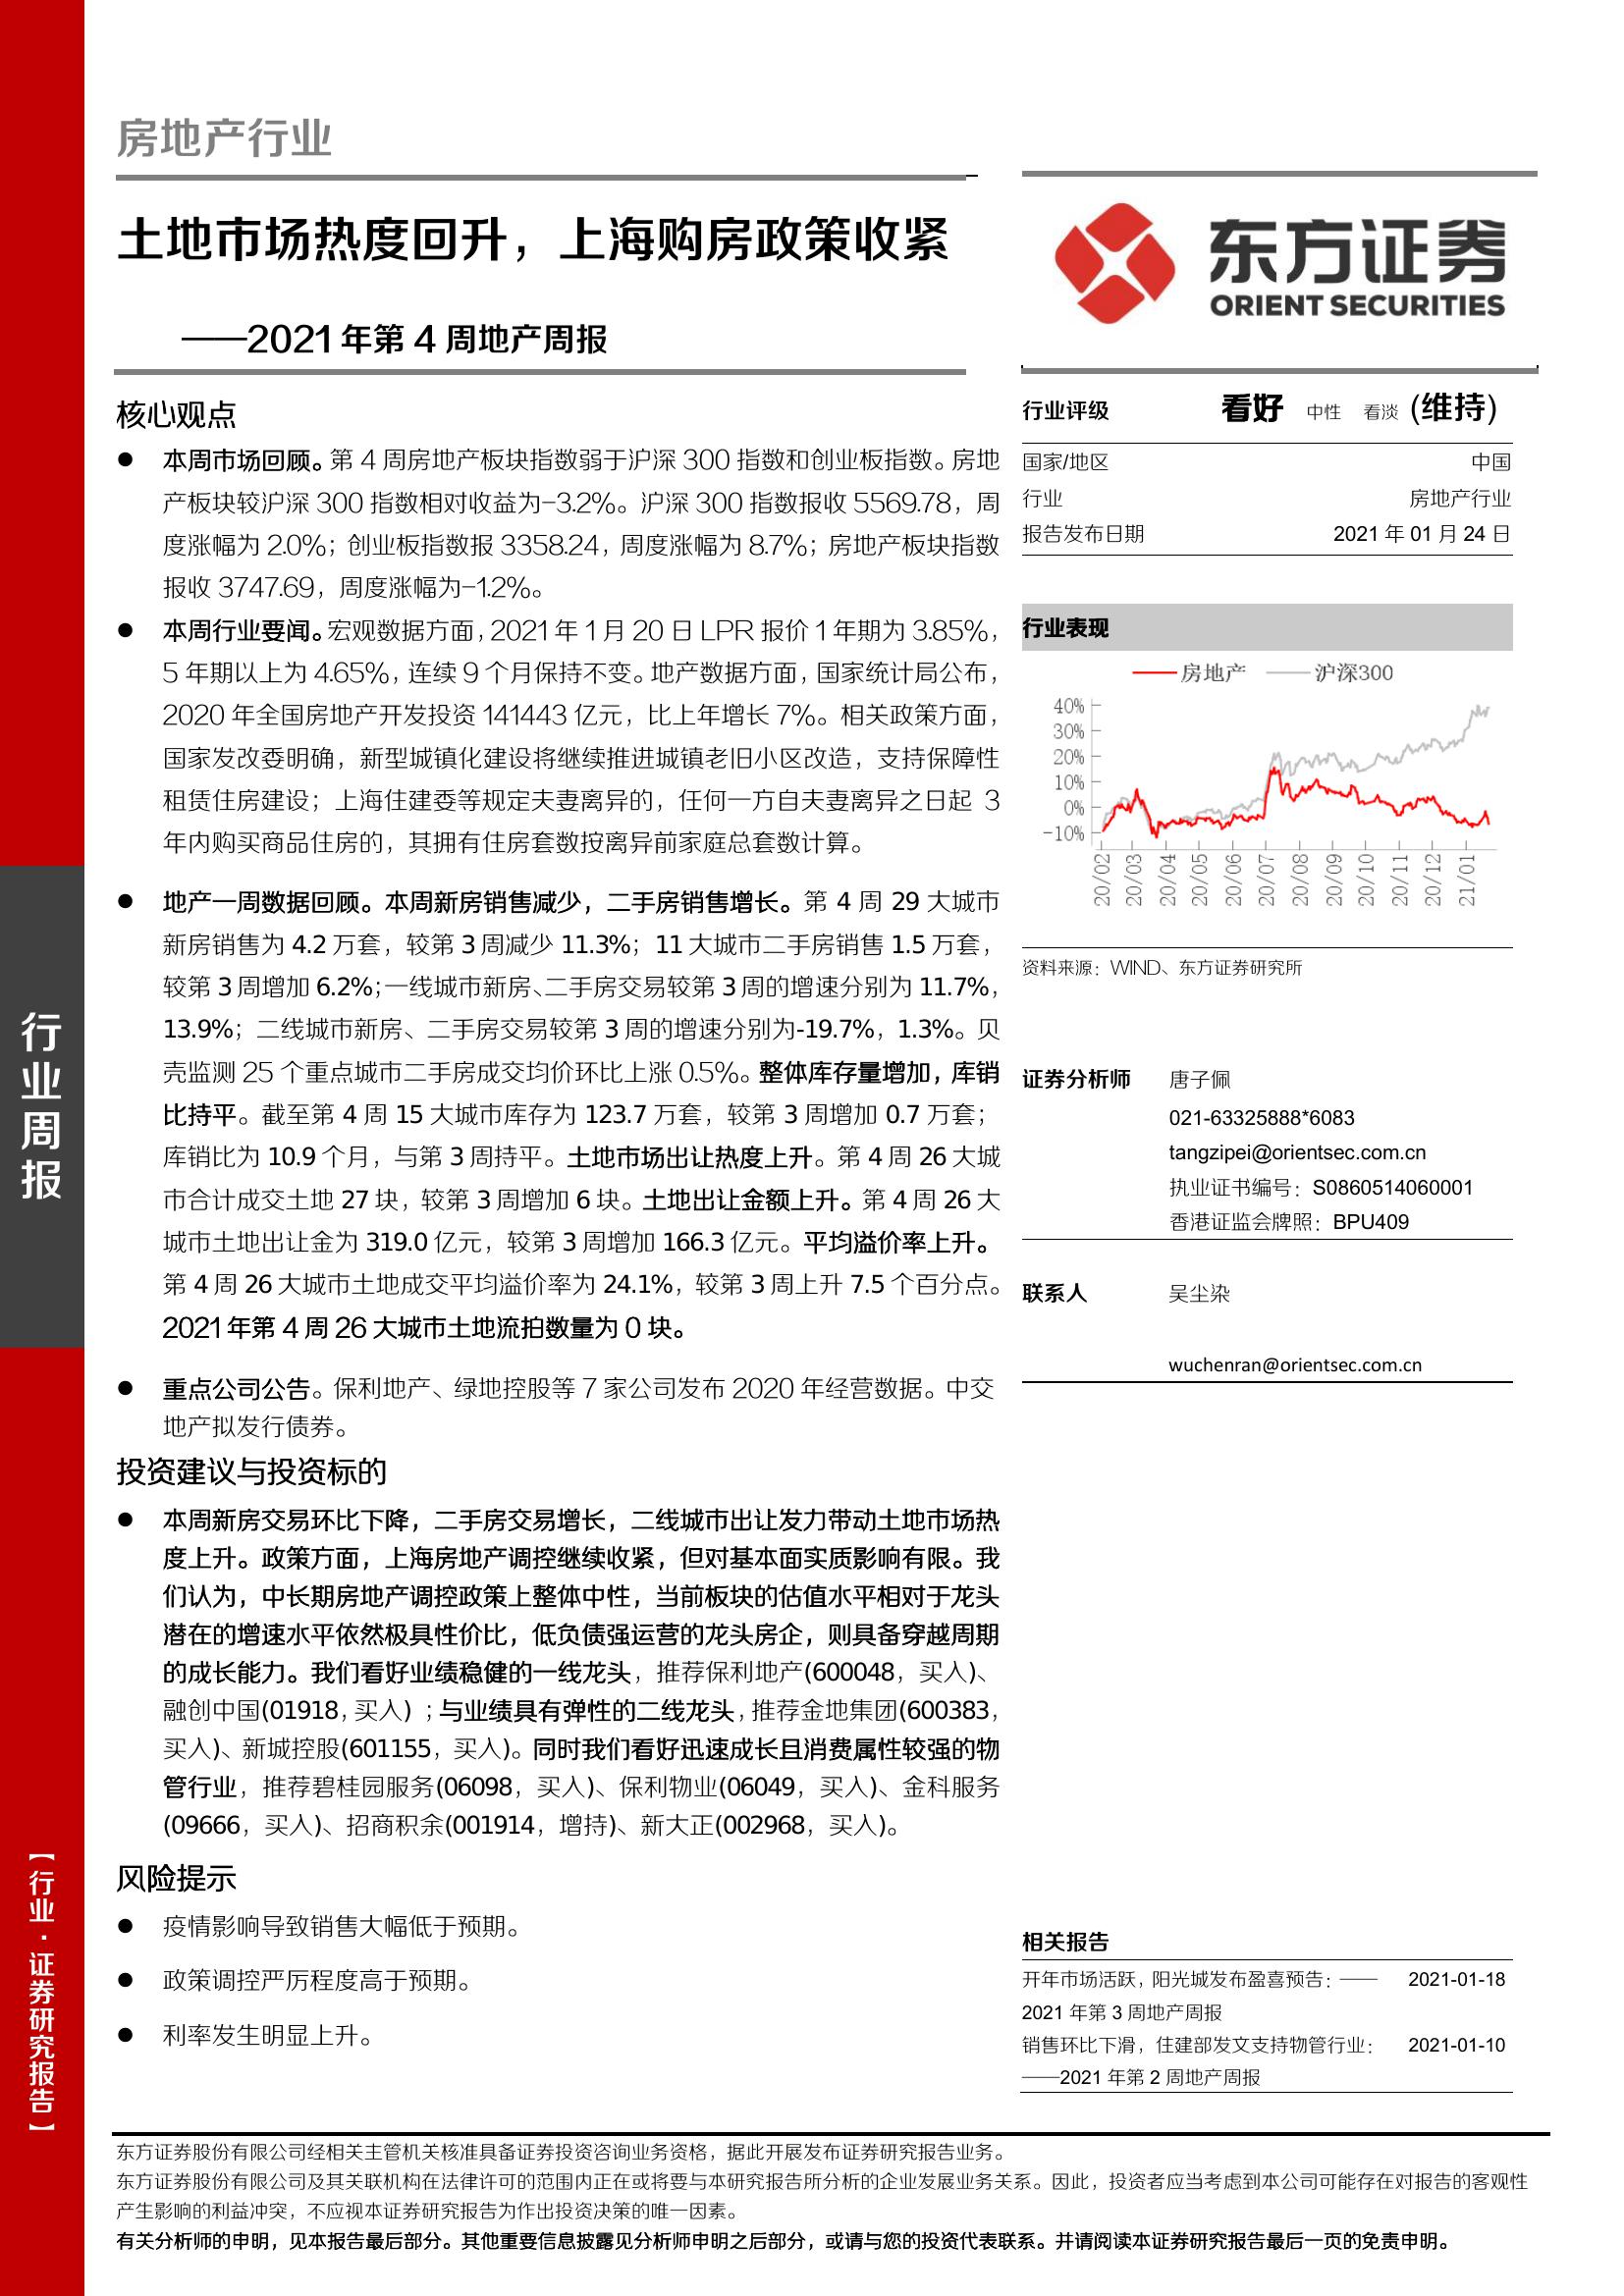 房地产行业
土地市场热度回升，上海购房政策收紧
——2021年第 4 周地产周报
东方证券
ORIENT SECURITIES
核心观点
● 本周市场回顾。第 4 周房地产板块指数弱于沪深 300 指数和创业板指数。房地
产板块较沪深 300 指数相对收益为-3.2%。沪深 300 指数报收 5569.78，周
度涨幅为 2.0%；创业板指数报 3358.24，周度涨幅为 8.7%；房地产板块指数
报收 3747.69，周度涨幅为-1.2%。
● 本周行业要闻。宏观数据方面，2021 年 1 月 20 日 LPR 报价 1 年期为 3.85%，
5 年期以上为 4.65%，连续 9 个月保持不变。地产数据方面，国家统计局公布，
2020 年全国房地产开发投资 141443 亿元，比上年增长 7%。相关政策方面，
国家发改委明确，新型城镇化建设将继续推进城镇老旧小区改造，支持保障性
租赁住房建设；上海住建委等规定夫妻离异的，任何一方自夫妻离异之日起 3
年内购买商品住房的，其拥有住房套数按离异前家庭总套数计算。
● 地产一周数据回顾。本周新房销售减少，二手房销售增长。第 4 周 29 大城市
新房销售为 4.2 万套，较第 3 周减少 11.3%；11 大城市二手房销售 1.5 万套，
较第 3 周增加 6.2%；一线城市新房、二手房交易较第 3 周的增速分别为 11.7%，
13.9%；二线城市新房、二手房交易较第 3 周的增速分别为-19.7%，1.3%。贝
壳监测 25 个重点城市二手房成交均价环比上涨 0.5%。整体库存量增加，库销
比持平。截至第 4 周 15 大城市库存为 123.7 万套，较第 3 周增加 0.7 万套；
库销比为 10.9 个月，与第 3 周持平。土地市场出让热度上升。第 4 周 26 大城
市合计成交土地 27 块，较第 3 周增加 6 块。土地出让金额上升。第 4 周 26 大
城市土地出让金为 319.0 亿元，较第 3 周增加 166.3 亿元。平均溢价率上升。
第 4 周 26 大城市土地成交平均溢价率为 24.1%，较第 3 周上升 7.5 个百分点。
2021 年第 4 周 26 大城市土地流拍数量为 0 块。
● 重点公司公告。保利地产、绿地控股等 7 家公司发布 2020 年经营数据。中交
地产拟发行债券。
投资建议与投资标的
● 本周新房交易环比下降，二手房交易增长，二线城市出让发力带动土地市场热
度上升。政策方面，上海房地产调控继续收紧，但对基本面实质影响有限。我
们认为，中长期房地产调控政策上整体中性，当前板块的估值水平相对于龙头
潜在的增速水平依然极具性价比，低负债强运营的龙头房企，则具备穿越周期
的成长能力。我们看好业绩稳健的一线龙头，推荐保利地产(600048，买入)、
融创中国(01918，买入）；与业绩具有弹性的二线龙头，推荐金地集团(600383，
买入)、新城控股(601155，买入)。同时我们看好迅速成长且消费属性较强的物
管行业，推荐碧桂园服务(06098，买入)、保利物业(06049，买入)、金科服务
(09666，买入)、招商积余(001914，增持)、新大正(002968，买入)。
风险提示
● 疫情影响导致销售大幅低于预期。
● 政策调控严厉程度高于预期。
● 利率发生明显上升。
行业评级 看好 中性 看淡 (维持)
国家/地区 中国
行业 房地产行业
报告发布日期 2021 年 01 月 24 日
行业表现
房地产 沪深300
40%
30%
20%
10%
0%
-10%
20/02 20/03 20/04 20/05 20/06 20/07 20/08 20/09 20/10 20/11 20/12 21/01
资料来源：WIND、东方证券研究所
证券分析师 唐子佩
021-63325888*6083
tangzipei@orientsec.com.cn
执业证书编号：S0860514060001
香港证监会牌照：BPU409
联系人 吴尘染
wuchenran@orientsec.com.cn
相关报告
开年市场活跃，阳光城发布盈喜预告：—— 2021-01-18
2021 年第 3 周地产周报
销售环比下滑，住建部发文支持物管行业： 2021-01-10
——2021 年第 2 周地产周报
行业周报
【行业·证券研究报告】
东方证券股份有限公司经相关主管机关核准具备证券投资咨询业务资格，据此开展发布证券研究报告业务。
东方证券股份有限公司及其关联机构在法律许可的范围内正在或将要与本研究报告所分析的企业发展业务关系。因此，投资者应当考虑到本公司可能存在对报告的客观性
产生影响的利益冲突，不应视本证券研究报告为作出投资决策的唯一因素。
有关分析师的申明，见本报告最后部分。其他重要信息披露见分析师申明之后部分，或请与您的投资代表联系。并请阅读本证券研究报告最后一页的免责申明。